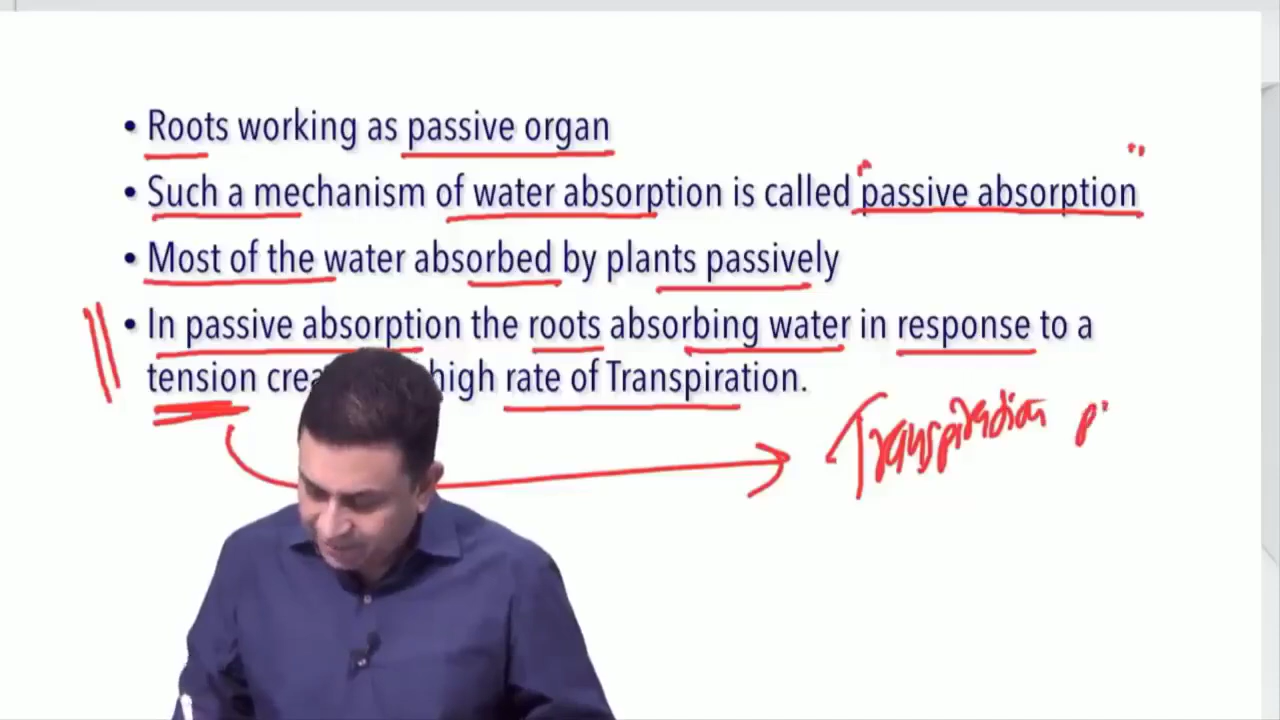 • Roots working as passive organ
• Such a mechanism of water absorption is called "passive absorption"
• Most of the water absorbed by plants passively
• In passive absorption the roots absorbing water in response to a
tension high rate of Transpiration.
Transpiration